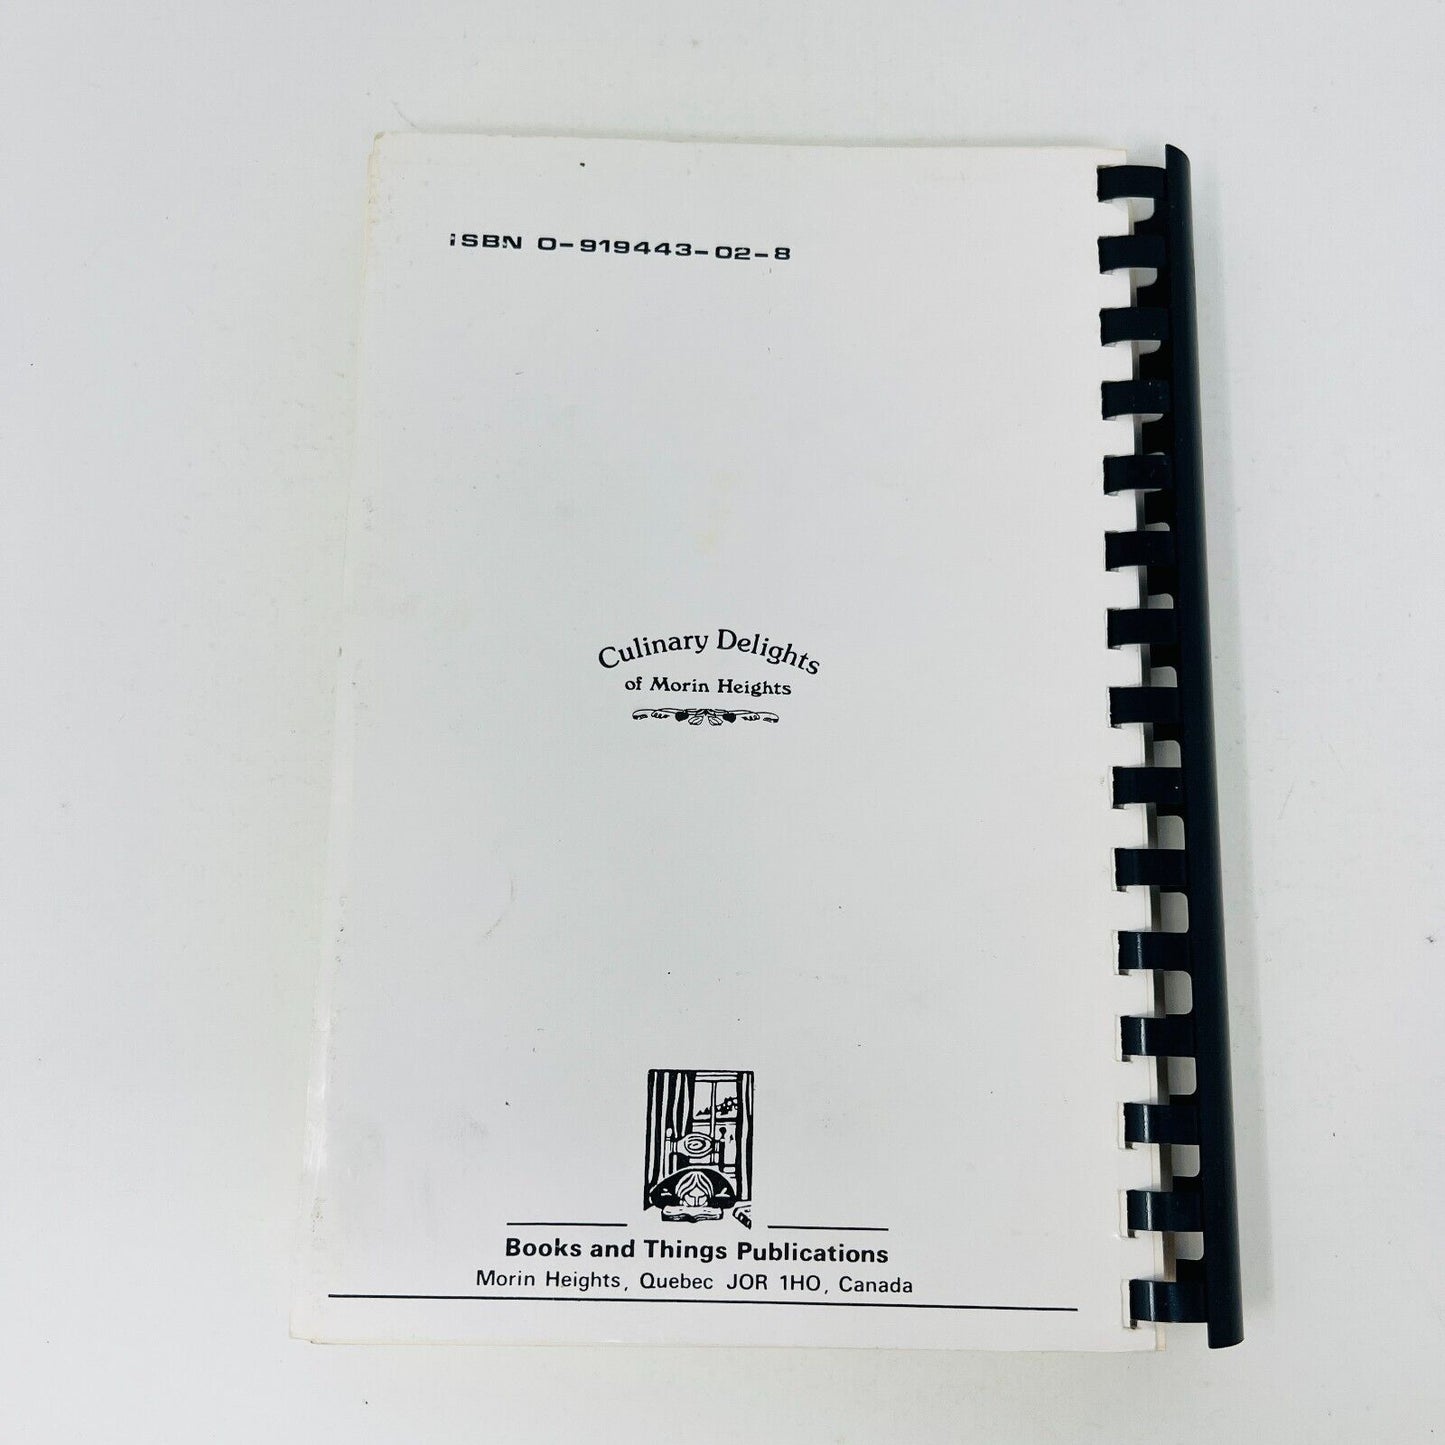 ISBN 0-919443-02-8
Culinary Delights
of Morin Heights
Books and Things Publications
Morin Heights, Quebec JOR 1HO, Canada